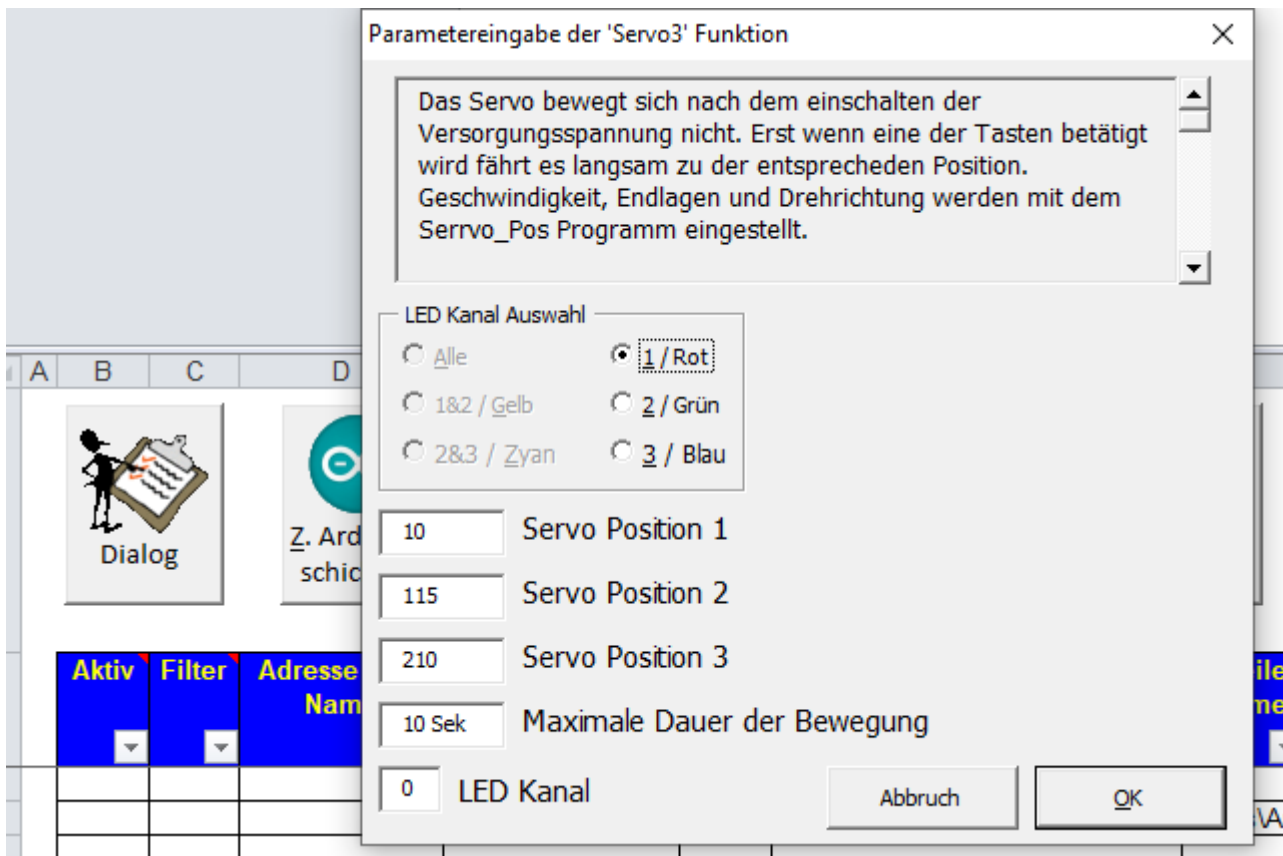 Parametereingabe der 'Servo3' Funktion
Das Servo bewegt sich nach dem einschalten der
Versorgungsspannung nicht. Erst wenn eine der Tasten betätigt
wird fährt es langsam zu der entsprecheden Position.
Geschwindigkeit, Endlagen und Drehrichtung werden mit dem
Serrvo_Pos Programm eingestellt.
LED Kanal Auswahl
Alle
1 / Rot
1&2 / Gelb
2 / Grün
2&3 / Zyan
3 / Blau
10 Servo Position 1
115 Servo Position 2
210 Servo Position 3
10 Sek Maximale Dauer der Bewegung
0 LED Kanal
Abbruch
OK
A B C D
Dialog
Z. Ard
schic
Aktiv Filter Adresse
Nam